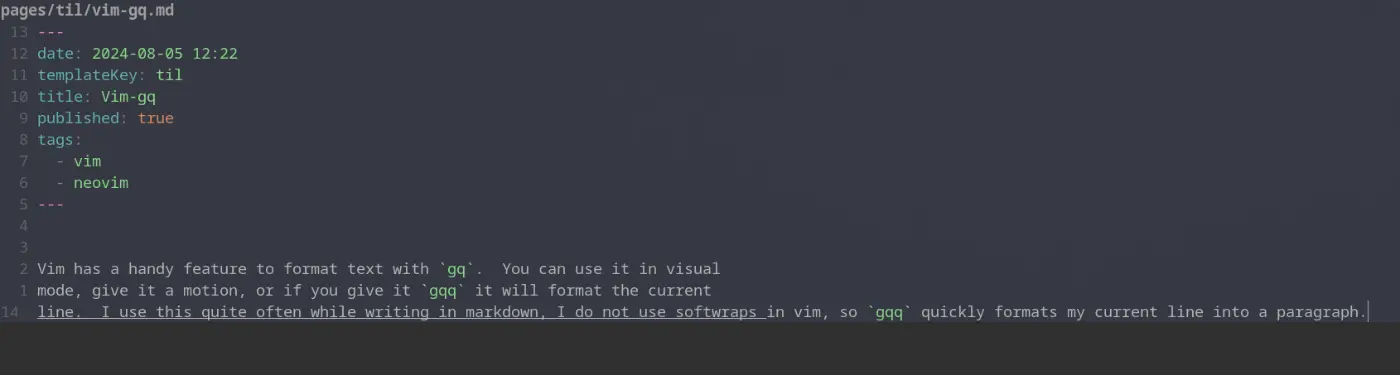 pages/til/vim-gq.md
13 ---
12 date: 2024-08-05 12:22
11 templateKey: til
10 title: Vim-gq
9 published: true
8 tags:
7   - vim
6   - neovim
5 ---
4
3
2 Vim has a handy feature to format text with `gq`.  You can use it in visual
1 mode, give it a motion, or if you give it `gqq` it will format the current
14 line.  I use this quite often while writing in markdown, I do not use softwraps in vim, so `gqq` quickly formats my current line into a paragraph.